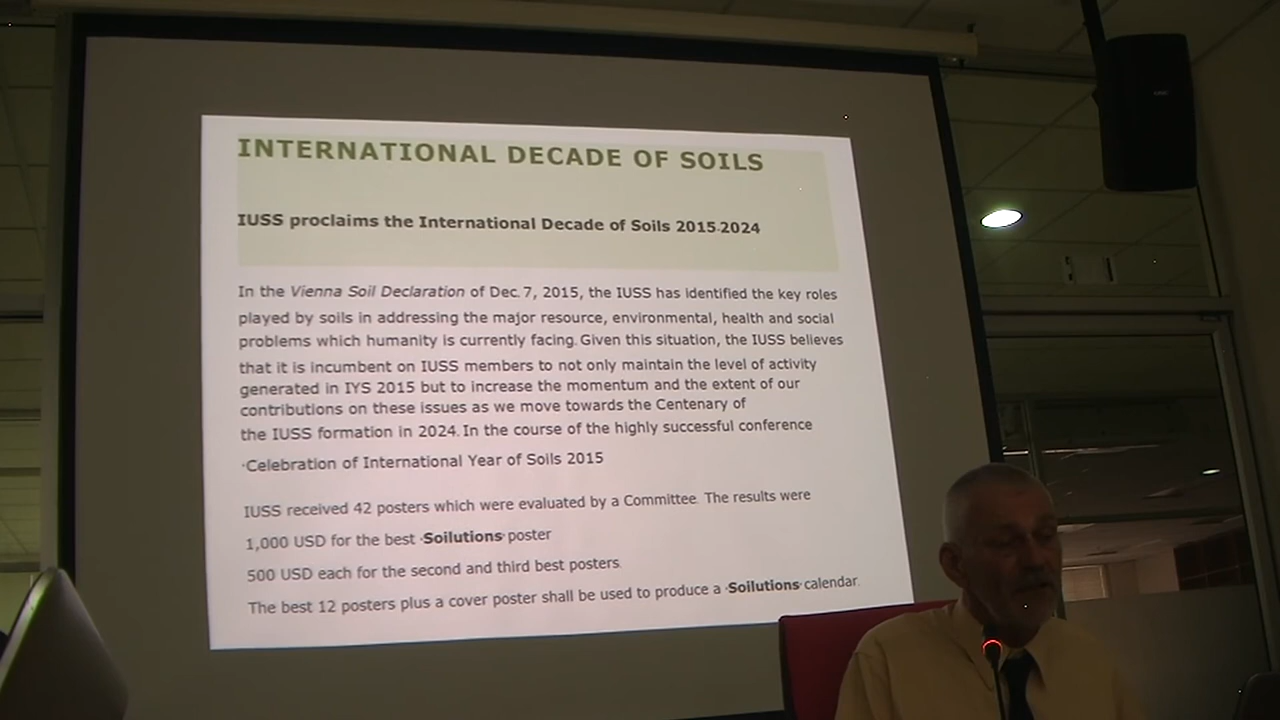 INTERNATIONAL DECADE OF SOILS
IUSS proclaims the International Decade of Soils 2015-2024
In the Vienna Soil Declaration of Dec.7, 2015, the IUSS has identified the key roles
played by soils in addressing the major resource, environmental, health and social
problems which humanity is currently facing. Given this situation, the IUSS believes
that it is incumbent on IUSS members to not only maintain the level of activity
generated in IYS 2015 but to increase the momentum and the extent of our
contributions on these issues as we move towards the Centenary of
the IUSS formation in 2024. In the course of the highly successful conference
·Celebration of International Year of Soils 2015
IUSS received 42 posters which were evaluated by a Committee. The results were
1,000 USD for the best ·Soilutions· poster
500 USD each for the second and third best posters.
The best 12 posters plus a cover poster shall be used to produce a ·Soilutions· calendar.